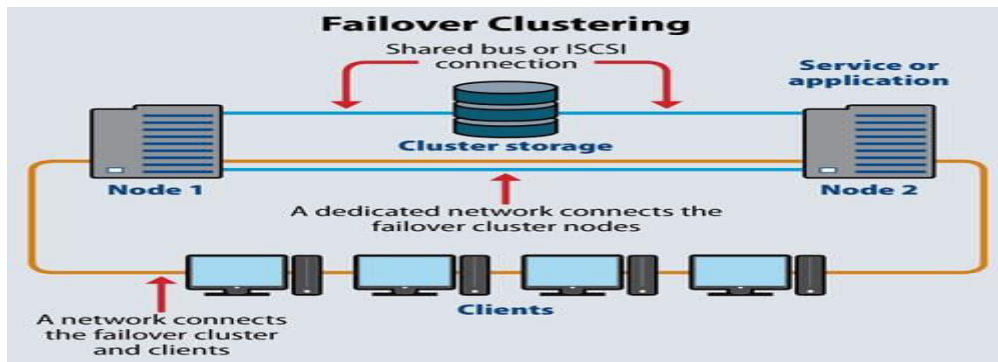 Failover Clustering
Shared bus or ISCSI
connection
Service or
application
Cluster storage
Node 1
Node 2
A dedicated network connects the
failover cluster nodes
Clients
A network connects
the failover cluster
and clients